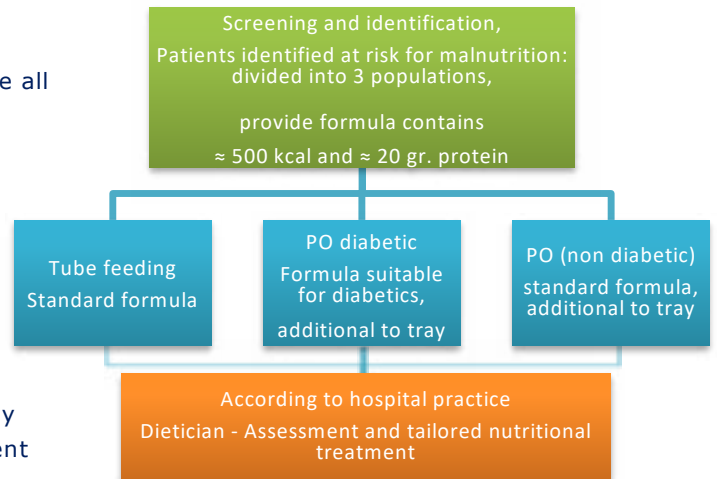 Screening and identification,
Patients identified at risk for malnutrition:
divided into 3 populations,
provide formula contains
≈ 500 kcal and ≈ 20 gr. protein
e all
Tube feeding
Standard formula
PO diabetic
Formula suitable
for diabetics,
additional to tray
PO (non diabetic)
standard formula,
additional to tray
According to hospital practice
Dietician - Assessment and tailored nutritional
treatment
y
ent